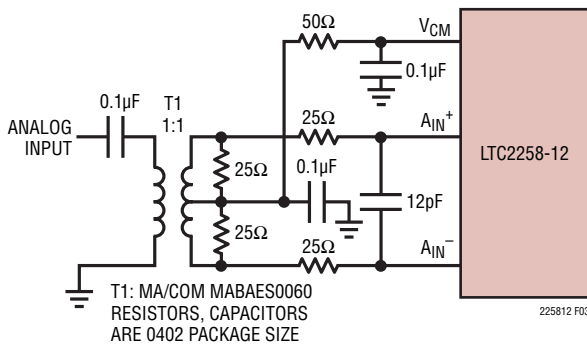 50Ω
VCM
0.1µF
0.1µF
T1
1:1
25Ω
AIN+
ANALOG
INPUT
LTC2258-12
25Ω
0.1µF
12pF
25Ω
25Ω
AIN−
T1: MA/COM MABAES0060
RESISTORS, CAPACITORS
ARE 0402 PACKAGE SIZE
225812 F03